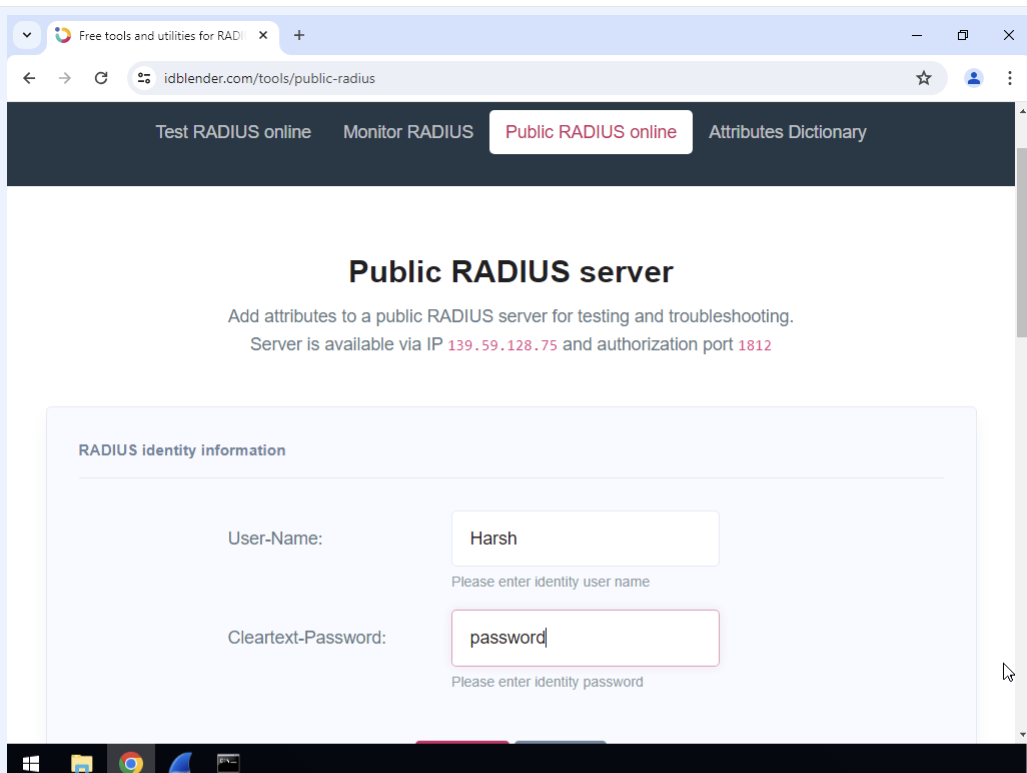 Free tools and utilities for RADI
idblender.com/tools/public-radius
Test RADIUS online Monitor RADIUS Public RADIUS online Attributes Dictionary
Public RADIUS server
Add attributes to a public RADIUS server for testing and troubleshooting.
Server is available via IP 139.59.128.75 and authorization port 1812
RADIUS identity information
User-Name: Harsh
Please enter identity user name
Cleartext-Password: password
Please enter identity password